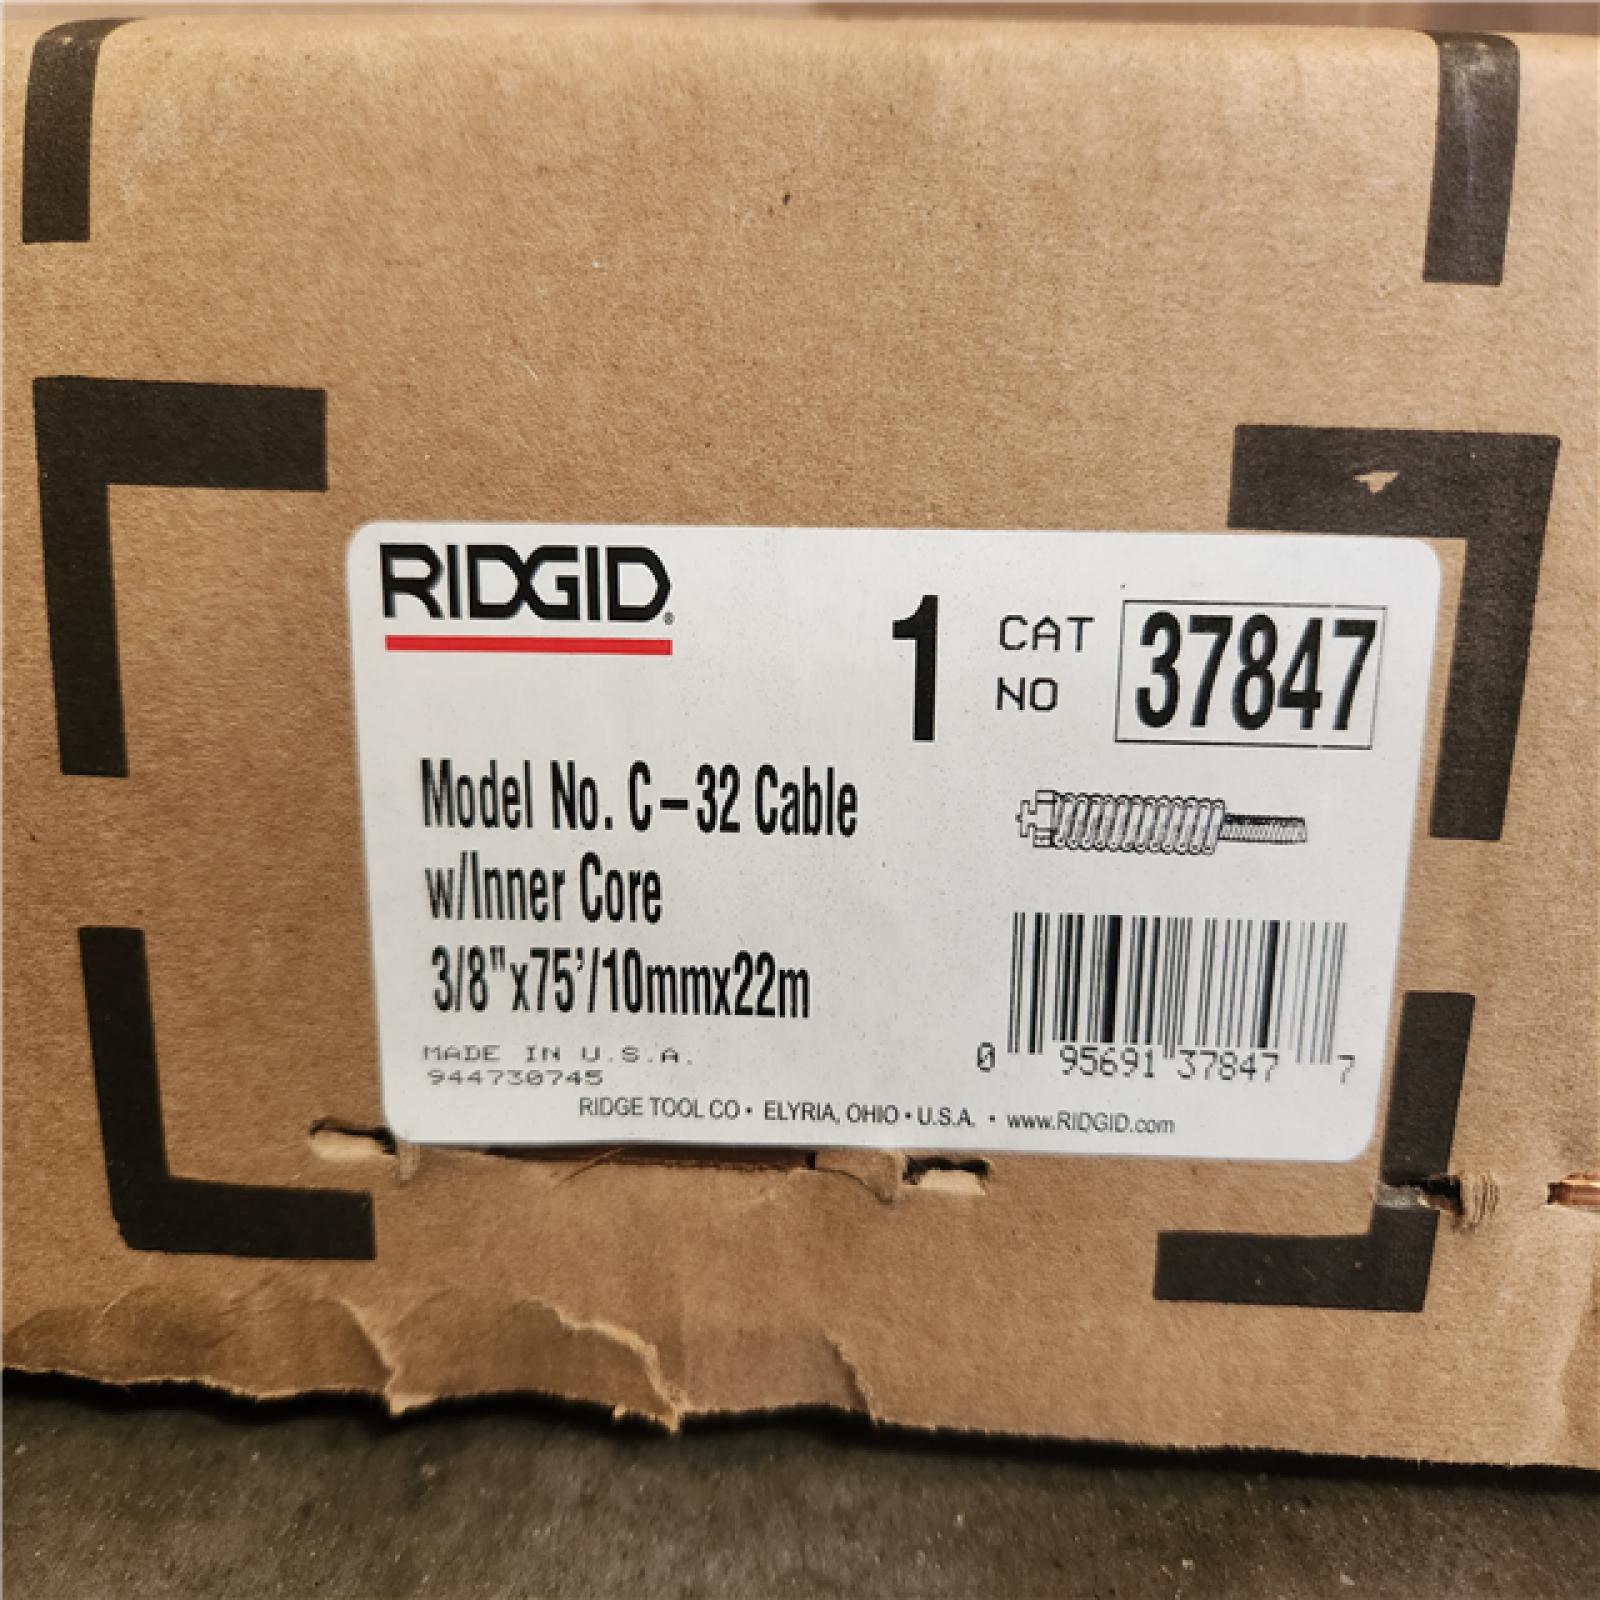 RIDGID®
1 CAT NO 37847
Model No. C-32 Cable
w/Inner Core
3/8"x75'/10mmx22m
MADE IN U.S.A.
944730745
0 95691 37847 7
RIDGE TOOL CO • ELYRIA, OHIO • U.S.A. • www.RIDGID.com